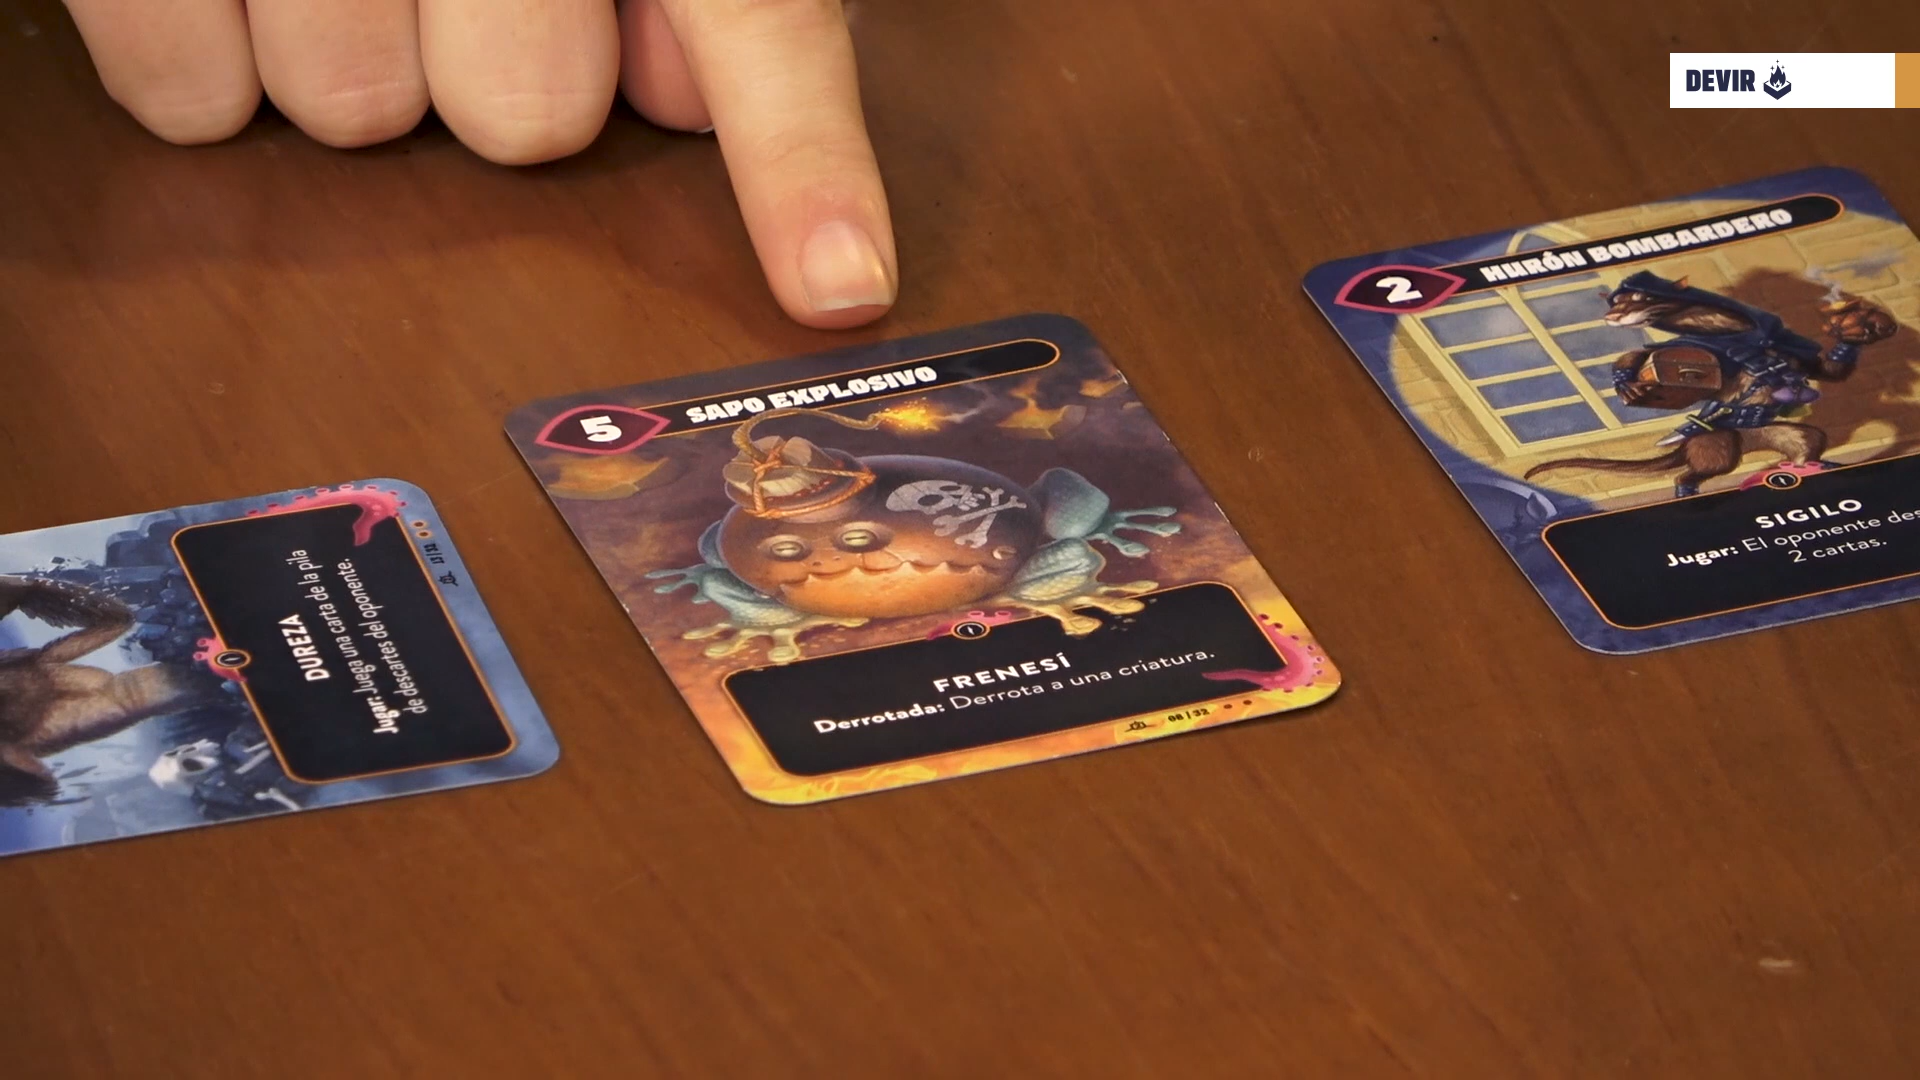 DEVIR
2
HURÓN BOMBARDERO
SIGILO
Jugar: El oponente des
2 cartas.
5
SAPO EXPLOSIVO
FRENESÍ
Derrotada: Derrota a una criatura.
08/32
DUREZA
Jugar: Juega una carta de la pila
de descartes del oponente.